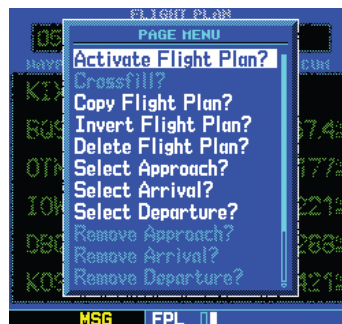 FLIGHT PLAN
05
PAGE MENU
Activate Flight Plan?
Crossfill?
Copy Flight Plan?
Invert Flight Plan?
Delete Flight Plan?
Select Approach?
Select Arrival?
Select Departure?
Remove Approach?
Remove Arrival?
Remove Departure?
MSG FPL